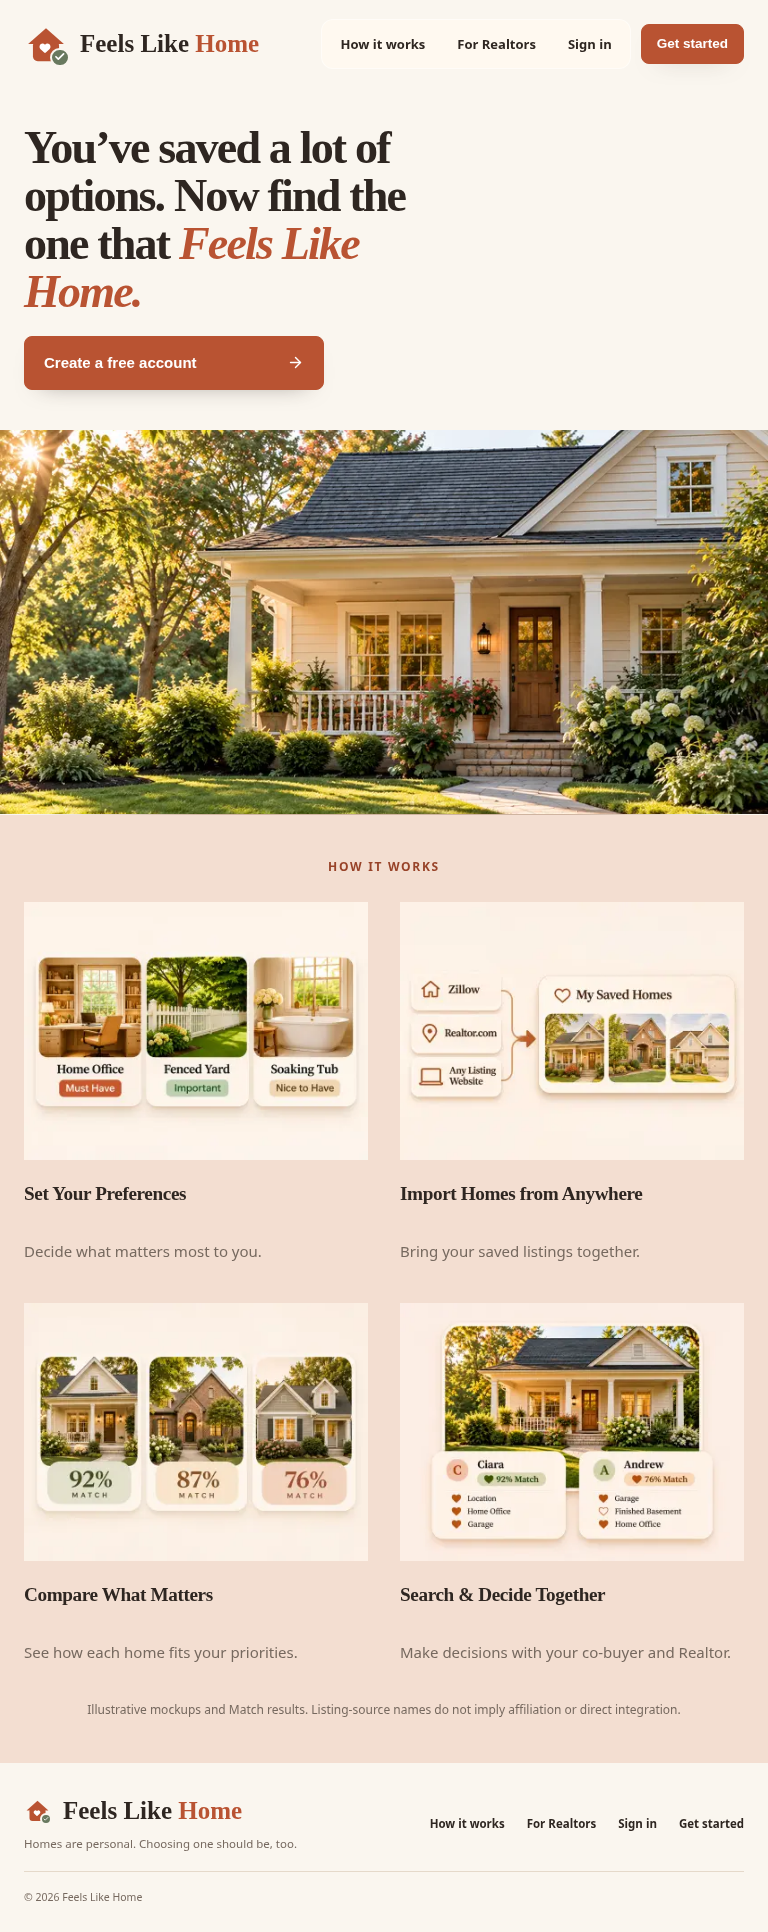 Feels Like Home
How it works
For Realtors
Sign in
Get started
You’ve saved a lot of
options. Now find the
one that Feels Like
Home.
Create a free account
HOW IT WORKS
Home Office
Must Have
Fenced Yard
Important
Soaking Tub
Nice to Have
Zillow
Realtor.com
Any Listing
Website
My Saved Homes
Set Your Preferences
Decide what matters most to you.
Import Homes from Anywhere
Bring your saved listings together.
92%
MATCH
87%
MATCH
76%
MATCH
C
Ciara
92% Match
Location
Home Office
Garage
A
Andrew
76% Match
Garage
Finished Basement
Home Office
Compare What Matters
See how each home fits your priorities.
Search & Decide Together
Make decisions with your co-buyer and Realtor.
Illustrative mockups and Match results. Listing-source names do not imply affiliation or direct integration.
Feels Like Home
Homes are personal. Choosing one should be, too.
How it works
For Realtors
Sign in
Get started
© 2026 Feels Like Home